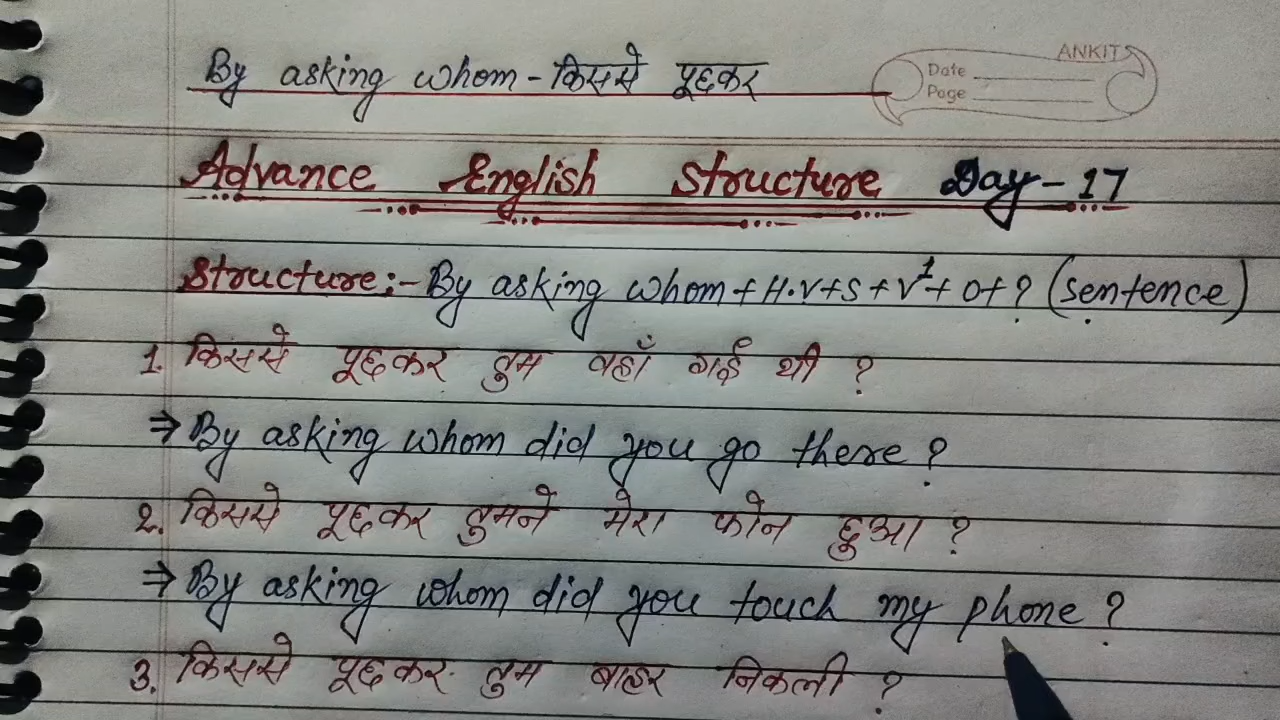 By asking whom - किससे पूछकर
ANKIT
Date
Page
Advance English Structure Day - 17
Structure:- By asking whom + H.V + S + V¹ + O + ? (Sentence)
1. किससे पूछकर तुम वहाँ गई थी ?
⇒ By asking whom did you go there ?
2. किससे पूछकर तुमने मेरा फोन छुआ ?
⇒ By asking whom did you touch my phone ?
3. किससे पूछकर तुम बाहर निकली ?